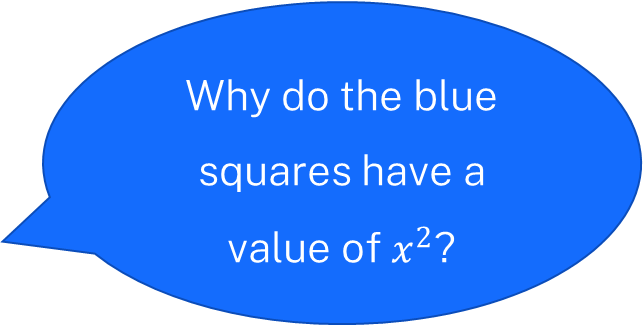 Why do the blue
squares have a
value of 𝑥²?